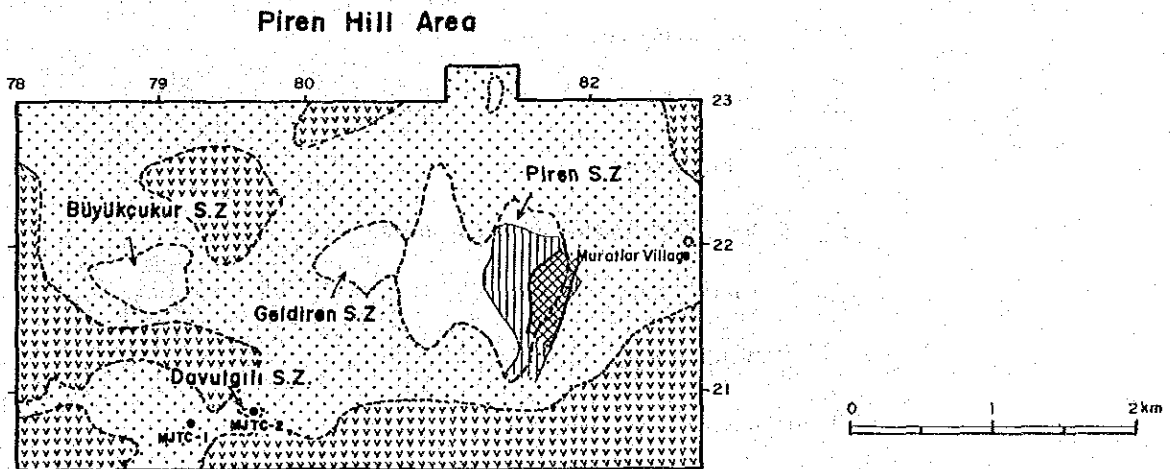 Piren Hill Area
78 79 80 82
23
Piren S.Z
Büyükçukur S.Z
22
Muratlar Village
Geldiren S.Z
Davulgili S.Z.
21
MJTC-1 MJTC-2
0 1 2 km